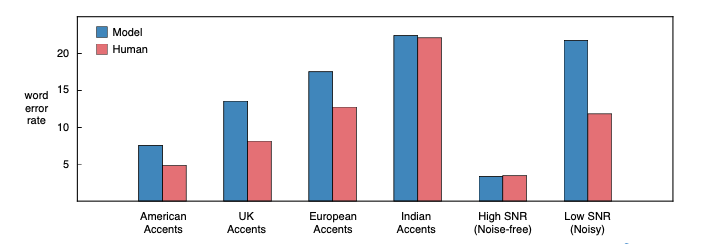 Model
Human
20
15
10
5
word
error
rate
American
Accents
UK
Accents
European
Accents
Indian
Accents
High SNR
(Noise-free)
Low SNR
(Noisy)